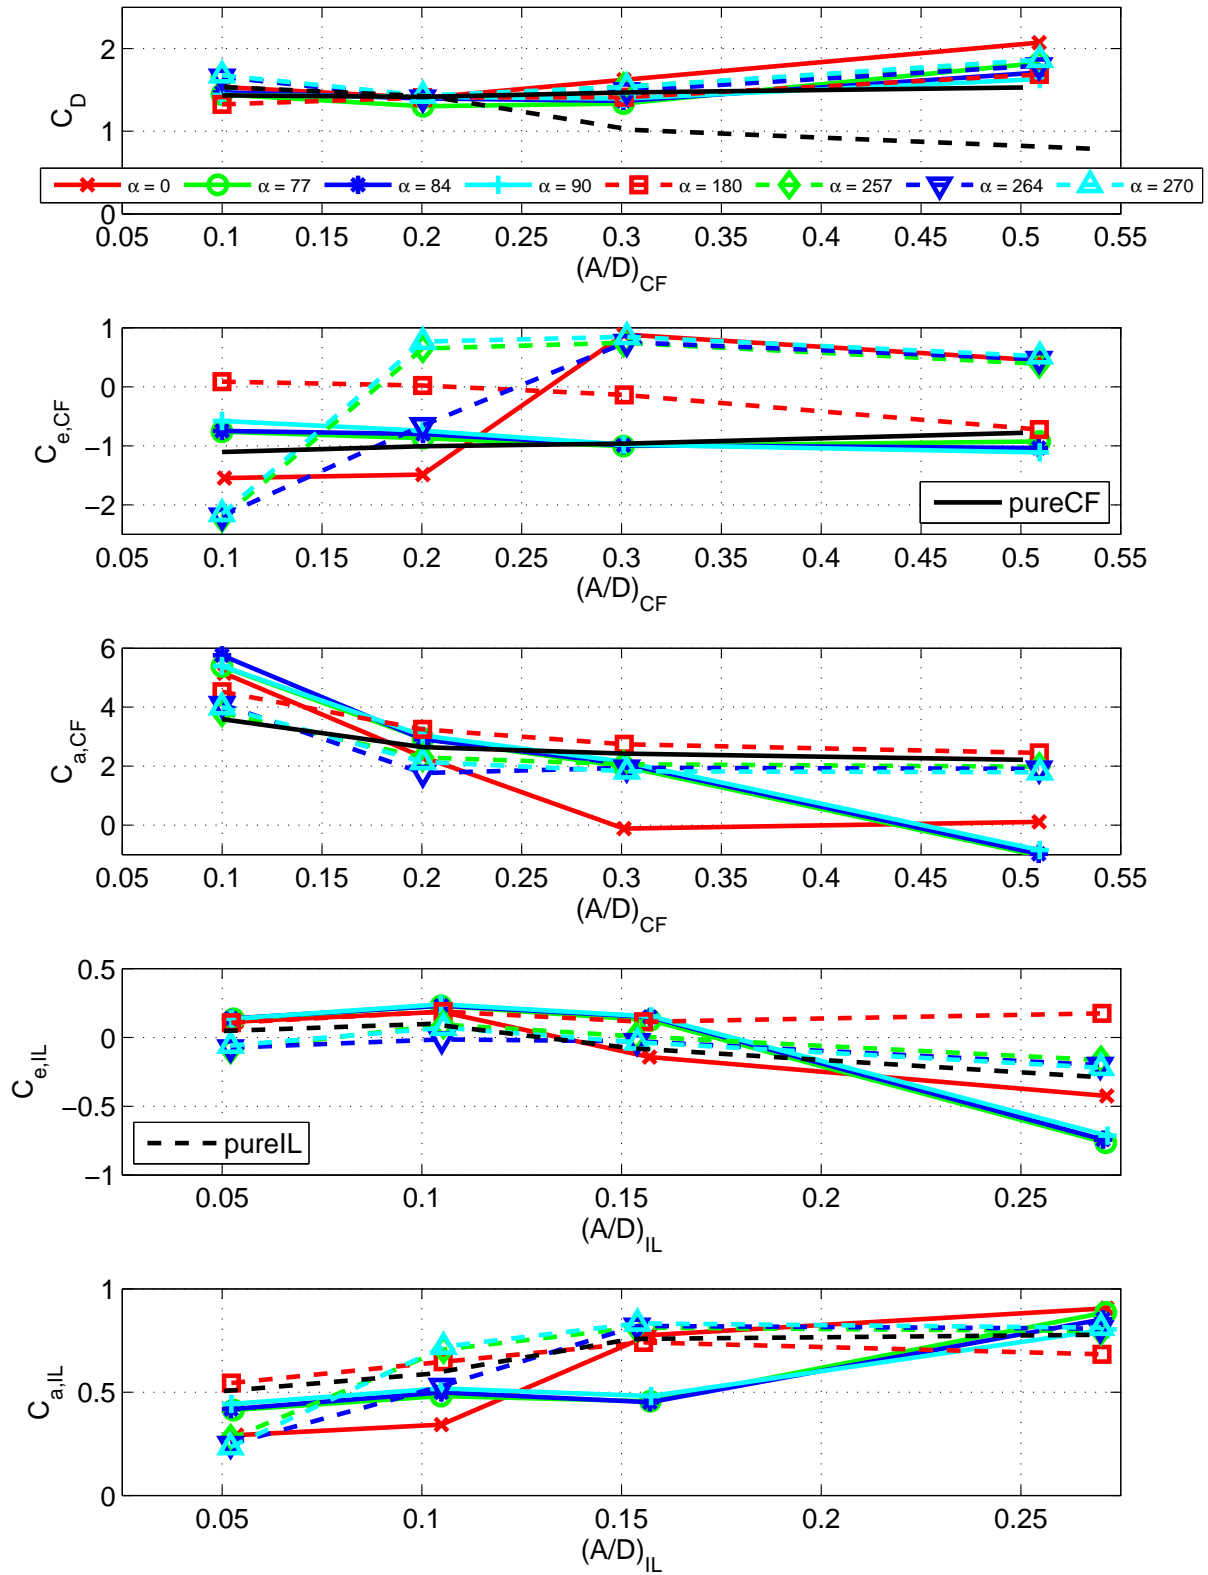 2
1
0
C_D
α = 0 α = 77 α = 84 α = 90 α = 180 α = 257 α = 264 α = 270
0.05 0.1 0.15 0.2 0.25 0.3 0.35 0.4 0.45 0.5 0.55
(A/D)_CF
1
0
−1
−2
C_e,CF
pureCF
0.05 0.1 0.15 0.2 0.25 0.3 0.35 0.4 0.45 0.5 0.55
(A/D)_CF
6
4
2
0
C_a,CF
0.05 0.1 0.15 0.2 0.25 0.3 0.35 0.4 0.45 0.5 0.55
(A/D)_CF
0.5
0
−0.5
−1
C_e,IL
pureIL
0.05 0.1 0.15 0.2 0.25
(A/D)_IL
1
0.5
0
C_a,IL
0.05 0.1 0.15 0.2 0.25
(A/D)_IL